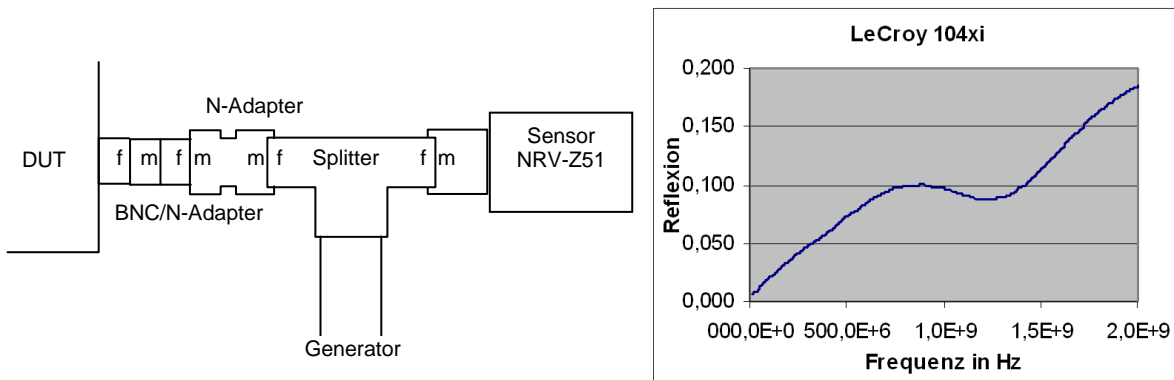 N-Adapter
DUT
f m f m m f Splitter f m
Sensor
NRV-Z51
BNC/N-Adapter
Generator
LeCroy 104xi
Reflexion
0,200
0,150
0,100
0,050
0,000
000,0E+0 500,0E+6 1,0E+9 1,5E+9 2,0E+9
Frequenz in Hz